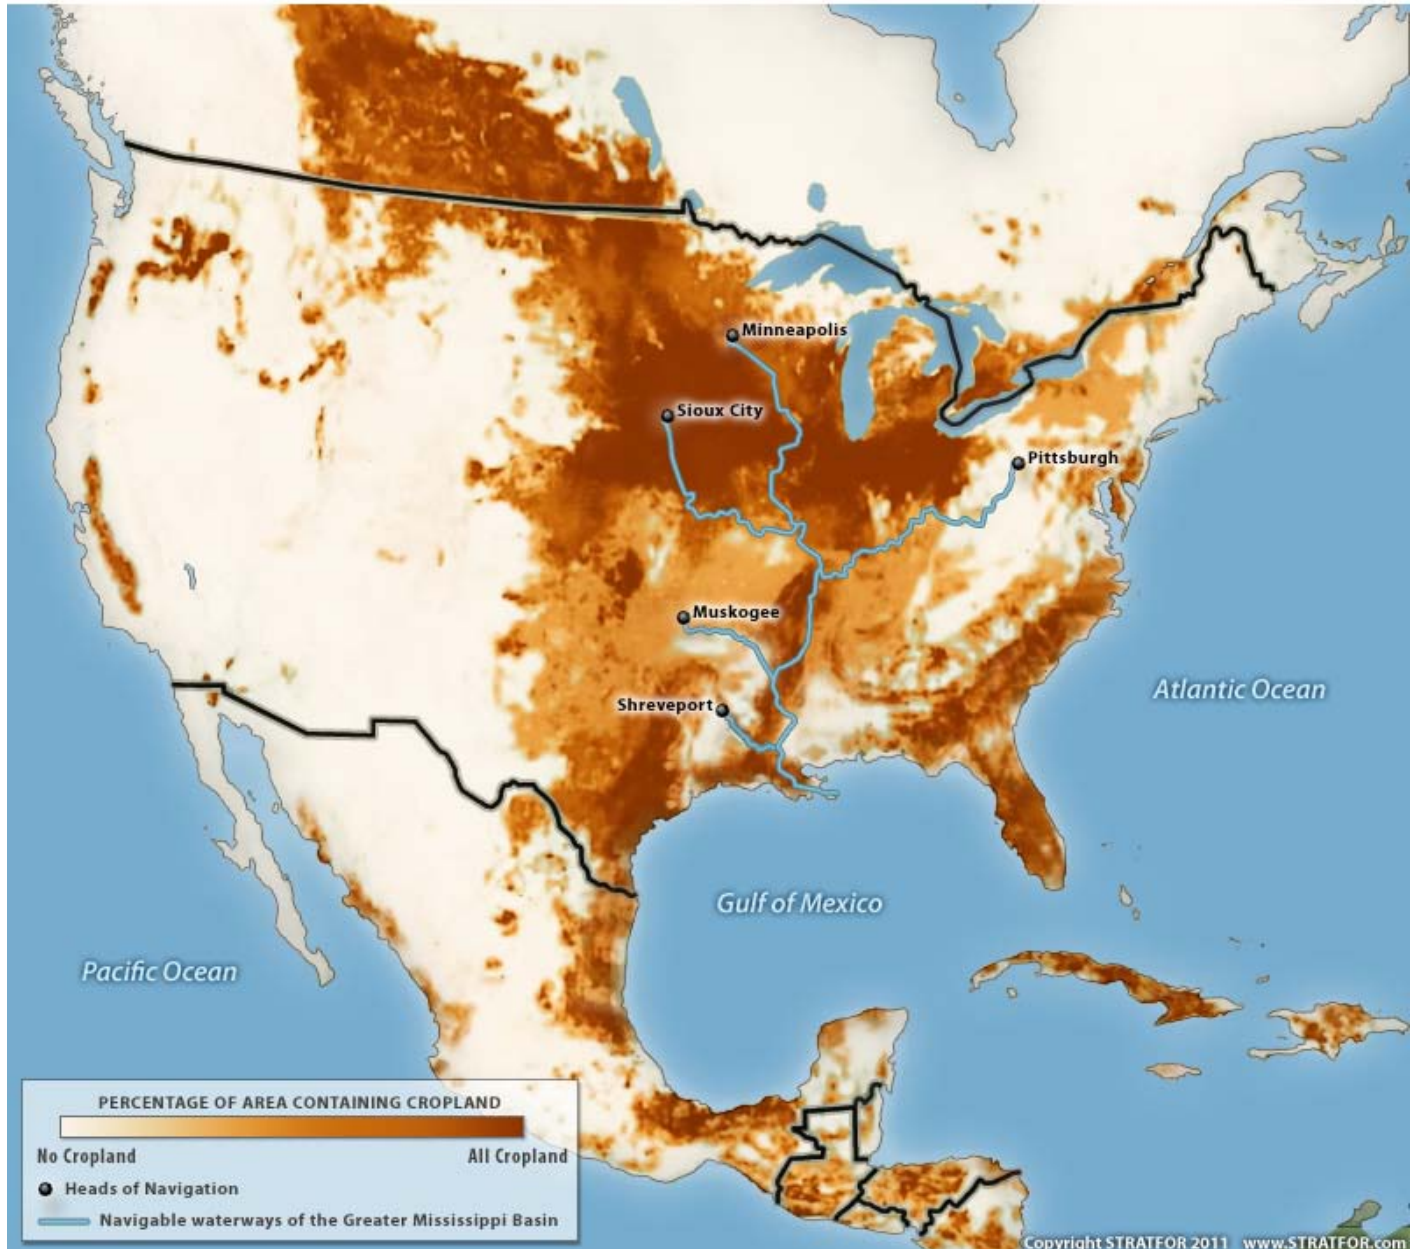 Minneapolis
Sioux City
Pittsburgh
Muskogee
Shreveport
Atlantic Ocean
Gulf of Mexico
Pacific Ocean
PERCENTAGE OF AREA CONTAINING CROPLAND
No Cropland All Cropland
Heads of Navigation
Navigable waterways of the Greater Mississippi Basin
Copyright STRATFOR 2011 www.STRATFOR.com